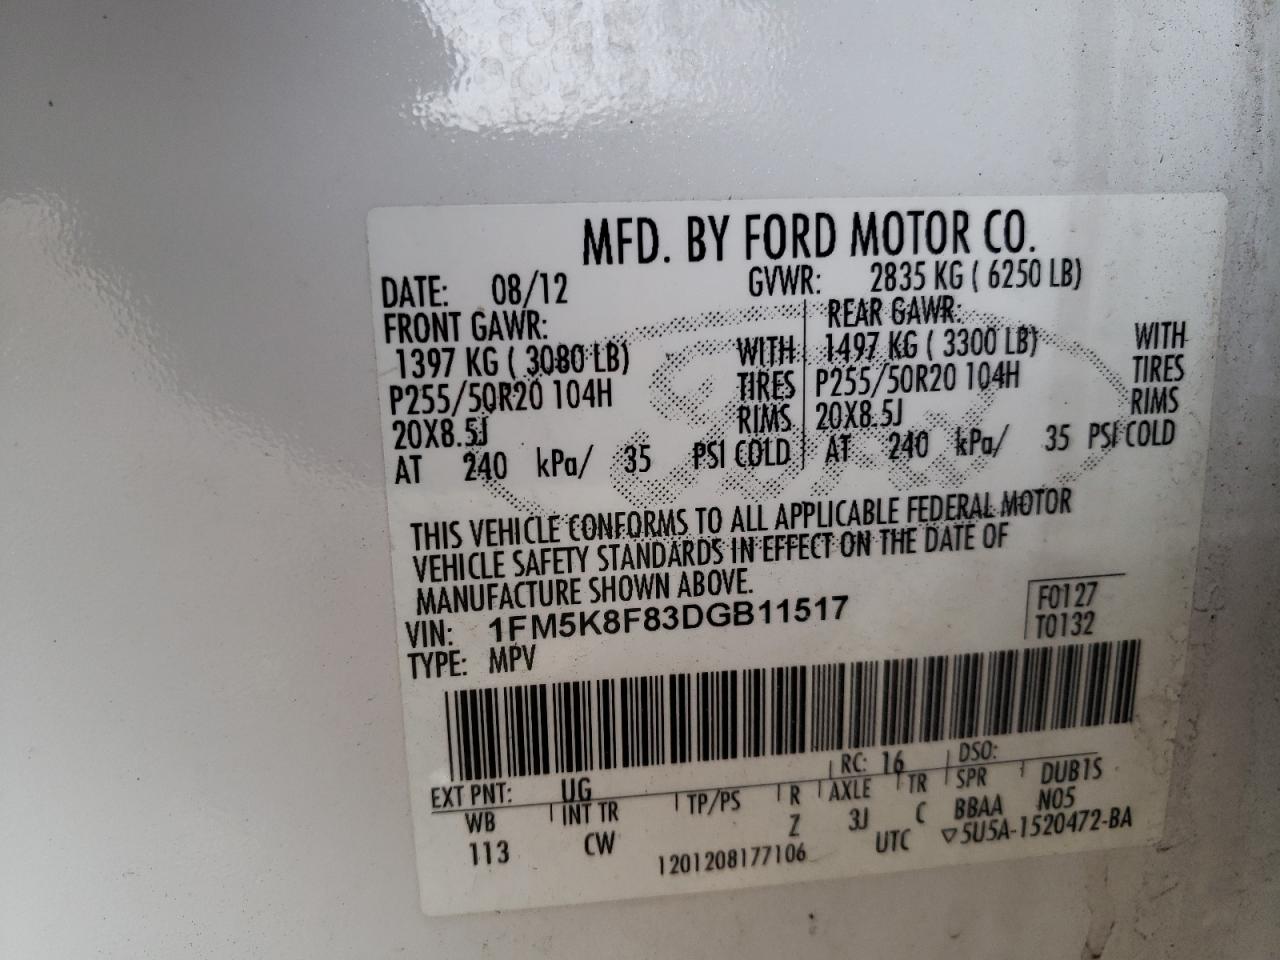 MFD. BY FORD MOTOR CO.
DATE: 08/12 GVWR: 2835 KG ( 6250 LB)
FRONT GAWR: REAR GAWR:
1397 KG ( 3080 LB) WITH 1497 KG ( 3300 LB) WITH
P255/50R20 104H TIRES P255/50R20 104H TIRES
20X8.5J RIMS 20X8.5J RIMS
AT 240 kPa/ 35 PSI COLD AT 240 kPa/ 35 PSI COLD
THIS VEHICLE CONFORMS TO ALL APPLICABLE FEDERAL MOTOR
VEHICLE SAFETY STANDARDS IN EFFECT ON THE DATE OF
MANUFACTURE SHOWN ABOVE.
VIN: 1FM5K8F83DGB11517 F0127
TYPE: MPV T0132
EXT PNT: UG RC: 16 DSO:
WB INT TR TP/PS R AXLE TR SPR DUB1S
113 CW Z 3J C BBAA N05
1201208177106 UTC ▽5U5A-1520472-BA